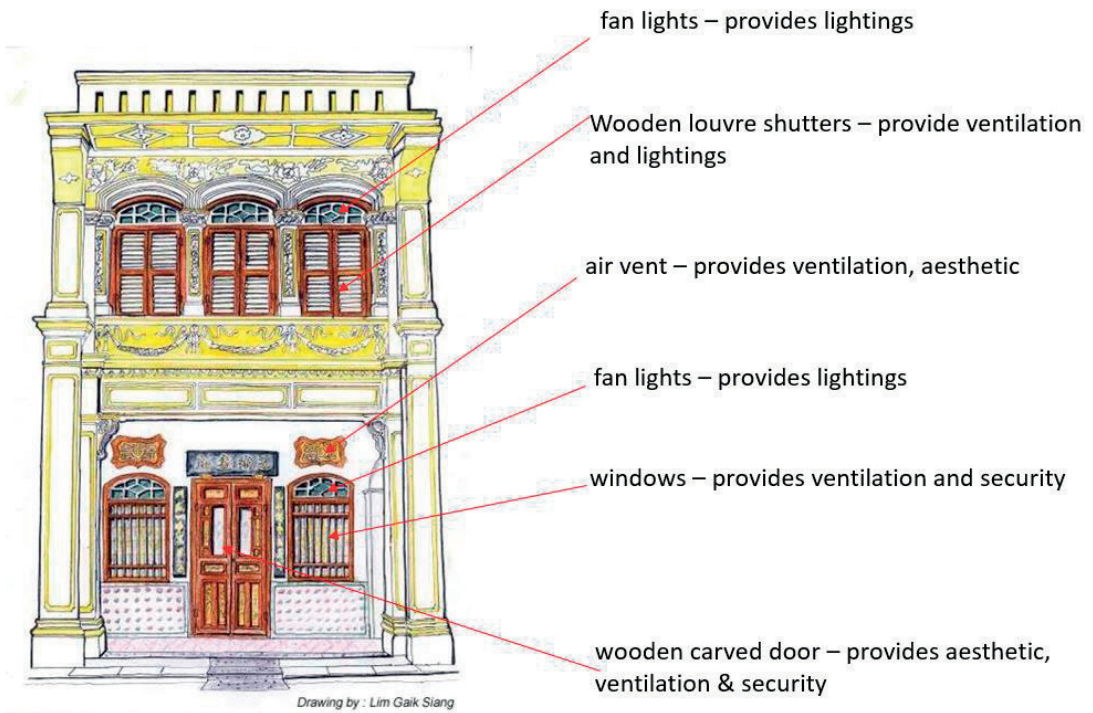 fan lights – provides lightings
Wooden louvre shutters – provide ventilation
and lightings
air vent – provides ventilation, aesthetic
fan lights – provides lightings
windows – provides ventilation and security
wooden carved door – provides aesthetic,
ventilation & security
Drawing by : Lim Gaik Siang